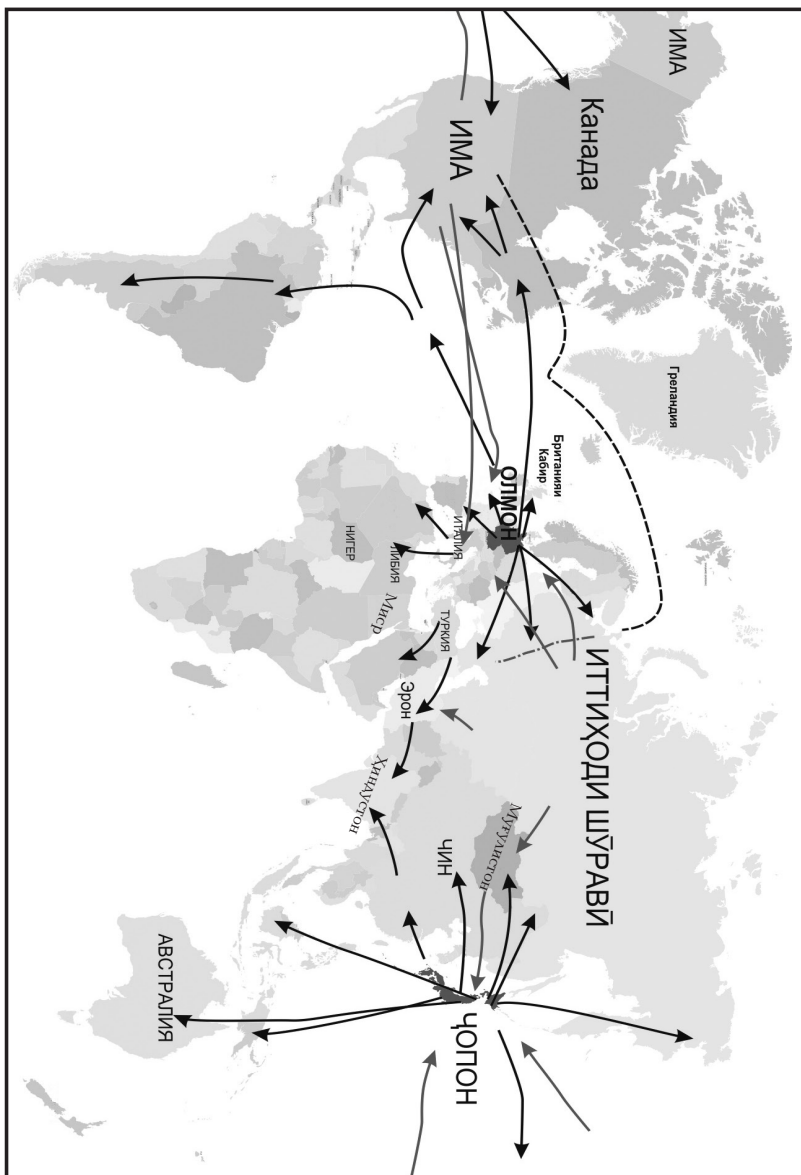 ИМА
Канада
ИМА
Греландия
Британияи
Кабир
ОЛМОН
ИТАЛИЯ
ЛИБИЯ
НИГЕР
Миср
ТУРКИЯ
Эрон
ИТТИҲОДИ ШӮРАВӢ
Ҳиндустон
Муғулистон
ЧИН
ҶОПОН
АВСТРАЛИЯ